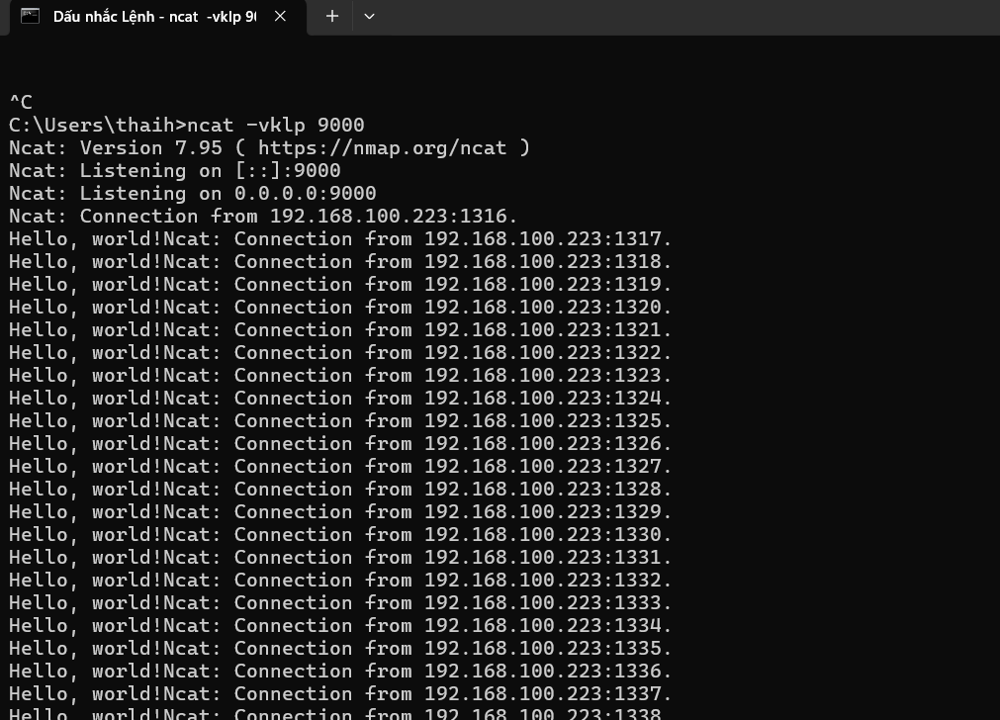 Dấu nhắc Lệnh - ncat -vklp 90
^C
C:\Users\thaih>ncat -vklp 9000
Ncat: Version 7.95 ( https://nmap.org/ncat )
Ncat: Listening on [::]:9000
Ncat: Listening on 0.0.0.0:9000
Ncat: Connection from 192.168.100.223:1316.
Hello, world!Ncat: Connection from 192.168.100.223:1317.
Hello, world!Ncat: Connection from 192.168.100.223:1318.
Hello, world!Ncat: Connection from 192.168.100.223:1319.
Hello, world!Ncat: Connection from 192.168.100.223:1320.
Hello, world!Ncat: Connection from 192.168.100.223:1321.
Hello, world!Ncat: Connection from 192.168.100.223:1322.
Hello, world!Ncat: Connection from 192.168.100.223:1323.
Hello, world!Ncat: Connection from 192.168.100.223:1324.
Hello, world!Ncat: Connection from 192.168.100.223:1325.
Hello, world!Ncat: Connection from 192.168.100.223:1326.
Hello, world!Ncat: Connection from 192.168.100.223:1327.
Hello, world!Ncat: Connection from 192.168.100.223:1328.
Hello, world!Ncat: Connection from 192.168.100.223:1329.
Hello, world!Ncat: Connection from 192.168.100.223:1330.
Hello, world!Ncat: Connection from 192.168.100.223:1331.
Hello, world!Ncat: Connection from 192.168.100.223:1332.
Hello, world!Ncat: Connection from 192.168.100.223:1333.
Hello, world!Ncat: Connection from 192.168.100.223:1334.
Hello, world!Ncat: Connection from 192.168.100.223:1335.
Hello, world!Ncat: Connection from 192.168.100.223:1336.
Hello, world!Ncat: Connection from 192.168.100.223:1337.
Hello, world!Ncat: Connection from 192.168.100.223:1338.